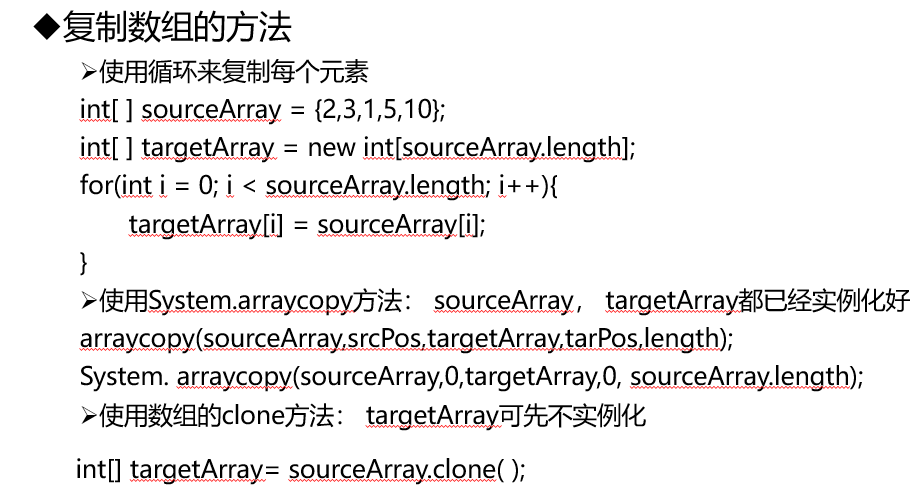 ◆复制数组的方法
➢使用循环来复制每个元素
int[ ] sourceArray = {2,3,1,5,10};
int[ ] targetArray = new int[sourceArray.length];
for(int i = 0; i < sourceArray.length; i++){
targetArray[i] = sourceArray[i];
}
➢使用System.arraycopy方法： sourceArray， targetArray都已经实例化好
arraycopy(sourceArray,srcPos,targetArray,tarPos,length);
System. arraycopy(sourceArray,0,targetArray,0, sourceArray.length);
➢使用数组的clone方法： targetArray可先不实例化
int[] targetArray= sourceArray.clone( );